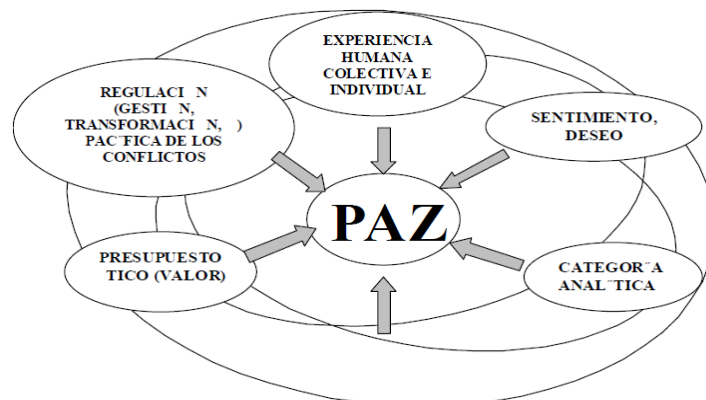 EXPERIENCIA
HUMANA
COLECTIVA E
INDIVIDUAL
REGULACI N
(GESTI N,
TRANSFORMACI N, )
PAC¨FICA DE LOS
CONFLICTOS
SENTIMIENTO,
DESEO
PAZ
PRESUPUESTO
TICO (VALOR)
CATEGOR¨A
ANAL¨TICA